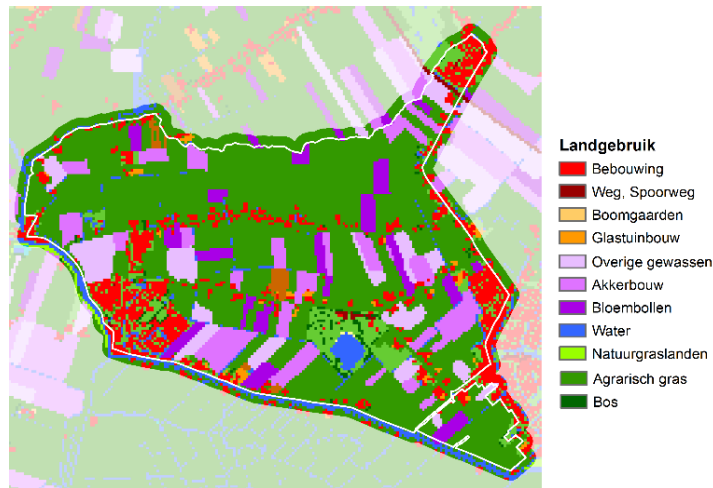 Landgebruik
Bebouwing
Weg, Spoorweg
Boomgaarden
Glastuinbouw
Overige gewassen
Akkerbouw
Bloembollen
Water
Natuurgraslanden
Agrarisch gras
Bos